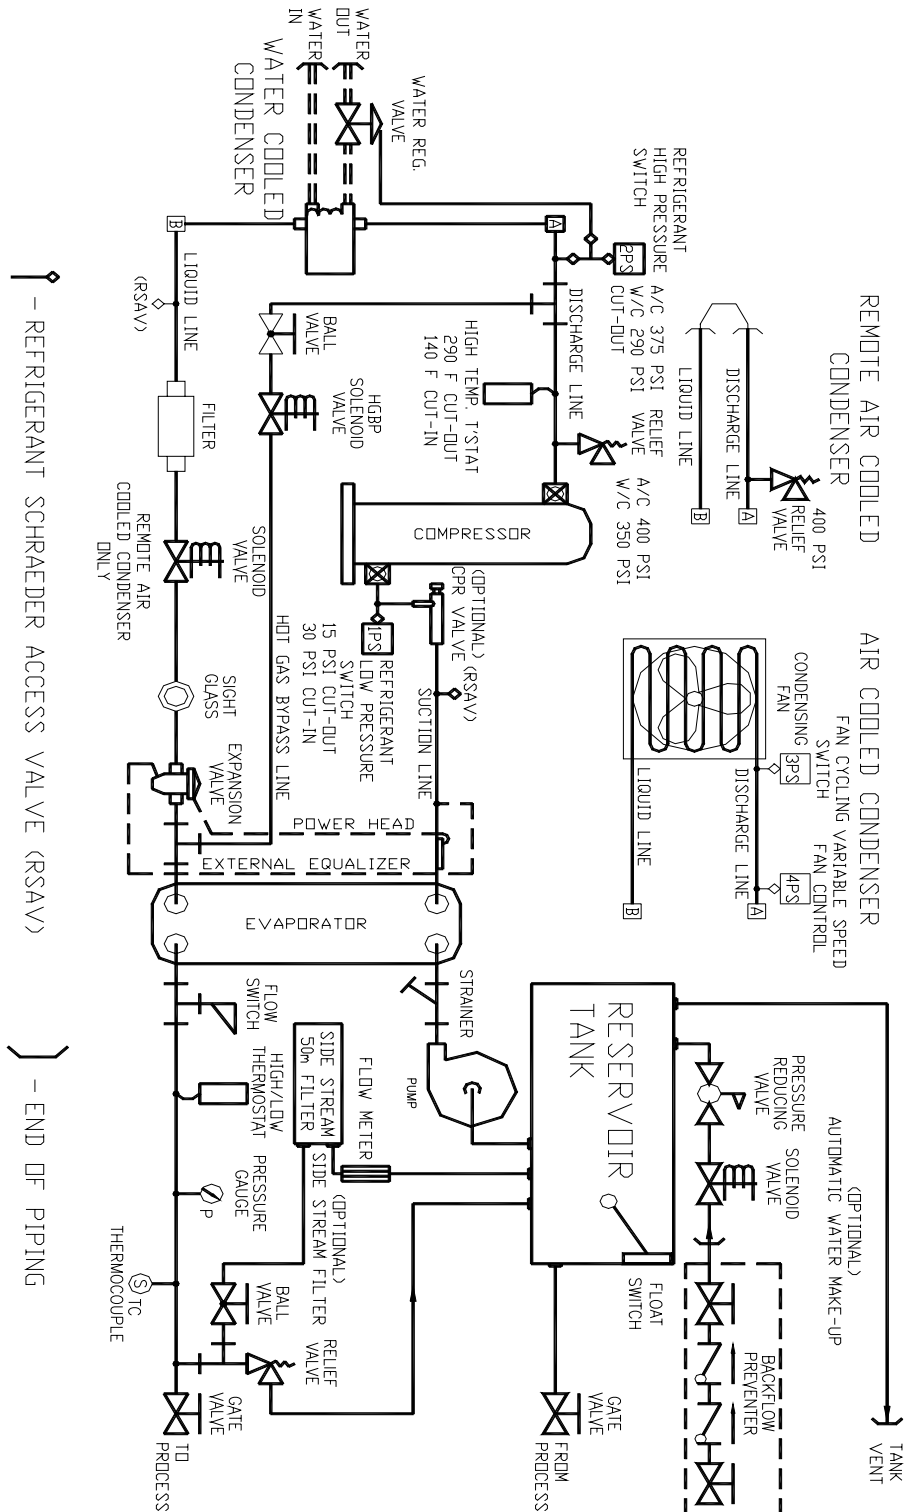 REMOTE AIR COOLED
CONDENSER
DISCHARGE LINE
LIQUID LINE
400 PSI
RELIEF
VALVE
A
B
AIR COOLED CONDENSER
FAN CYCLING
SWITCH
VARIABLE SPEED
FAN CONTROL
CONDENSING
FAN
3PS
4PS
DISCHARGE LINE
LIQUID LINE
A
B
TANK
VENT
REFRIGERANT
HIGH PRESSURE
SWITCH
A/C 375 PSI
W/C 290 PSI
CUT-OUT
2PS
RELIEF
VALVE
A/C 400 PSI
W/C 350 PSI
A
DISCHARGE LINE
HIGH TEMP. T'STAT
290 F CUT-OUT
140 F CUT-IN
COMPRESSOR
WATER REG.
VALVE
WATER
OUT
WATER
IN
WATER COOLED
CONDENSER
B
LIQUID LINE
(RSAV)
BALL
VALVE
HGBP
SOLENOID
VALVE
FILTER
SOLENOID
VALVE
REMOTE AIR
COOLED CONDENSER
ONLY
HOT GAS BYPASS LINE
SIGHT
GLASS
EXPANSION
VALVE
(OPTIONAL)
CPR VALVE
(RSAV)
1PS
REFRIGERANT
LOW PRESSURE
SWITCH
15 PSI CUT-OUT
30 PSI CUT-IN
SUCTION LINE
POWER HEAD
EXTERNAL EQUALIZER
EVAPORATOR
STRAINER
PUMP
RESERVOIR
TANK
FLOAT
SWITCH
PRESSURE
REDUCING
VALVE
SOLENOID
VALVE
(OPTIONAL)
AUTOMATIC WATER MAKE-UP
BACKFLOW
PREVENTER
FLOW
SWITCH
HIGH/LOW
THERMOSTAT
SIDE STREAM
50m FILTER
FLOW METER
(OPTIONAL)
SIDE STREAM FILTER
PRESSURE
GAUGE
P
S
TC
THERMOCOUPLE
BALL
VALVE
RELIEF
VALVE
GATE
VALVE
TO
PROCESS
GATE
VALVE
FROM
PROCESS
- REFRIGERANT SCHRAEDER ACCESS VALVE (RSAV)
- END OF PIPING